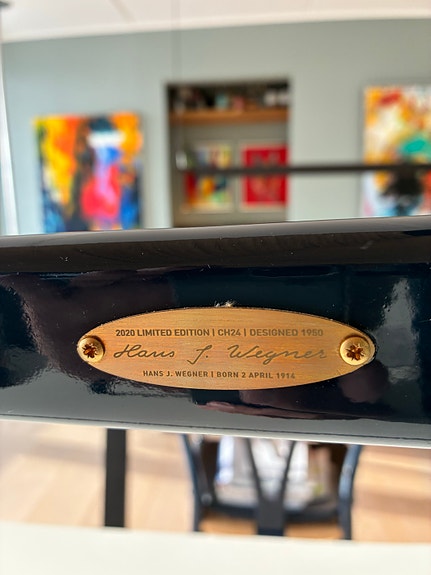 2020 LIMITED EDITION | CH24 | DESIGNED 1950
Hans J. Wegner
HANS J. WEGNER | BORN 2 APRIL 1914